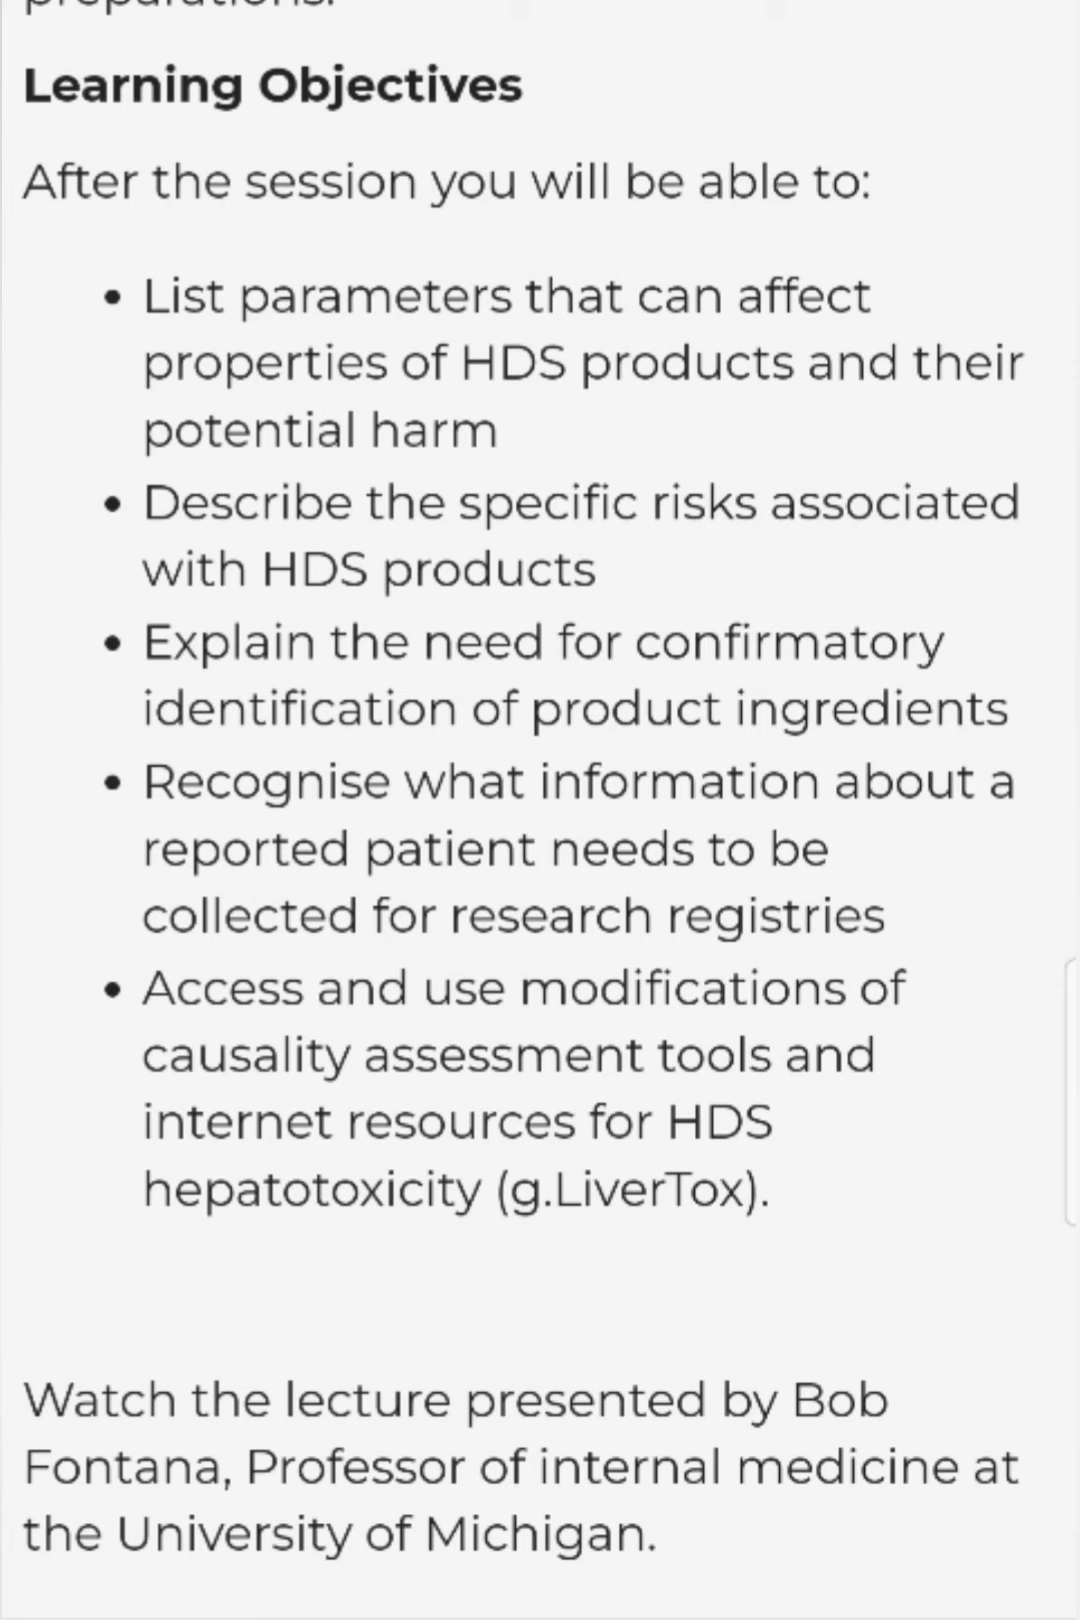 preparations.
Learning Objectives
After the session you will be able to:
• List parameters that can affect
properties of HDS products and their
potential harm
• Describe the specific risks associated
with HDS products
• Explain the need for confirmatory
identification of product ingredients
• Recognise what information about a
reported patient needs to be
collected for research registries
• Access and use modifications of
causality assessment tools and
internet resources for HDS
hepatotoxicity (g.LiverTox).
Watch the lecture presented by Bob
Fontana, Professor of internal medicine at
the University of Michigan.